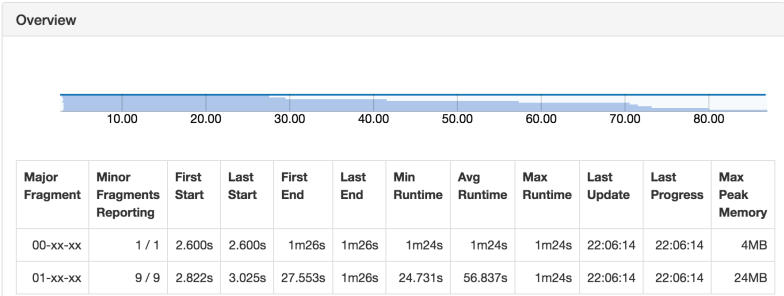 Overview
10.00 20.00 30.00 40.00 50.00 60.00 70.00 80.00
Major Fragment Minor Fragments Reporting First Start Last Start First End Last End Min Runtime Avg Runtime Max Runtime Last Update Last Progress Max Peak Memory
00-xx-xx 1 / 1 2.600s 2.600s 1m26s 1m26s 1m24s 1m24s 1m24s 22:06:14 22:06:14 4MB
01-xx-xx 9 / 9 2.822s 3.025s 27.553s 1m26s 24.731s 56.837s 1m24s 22:06:14 22:06:14 24MB